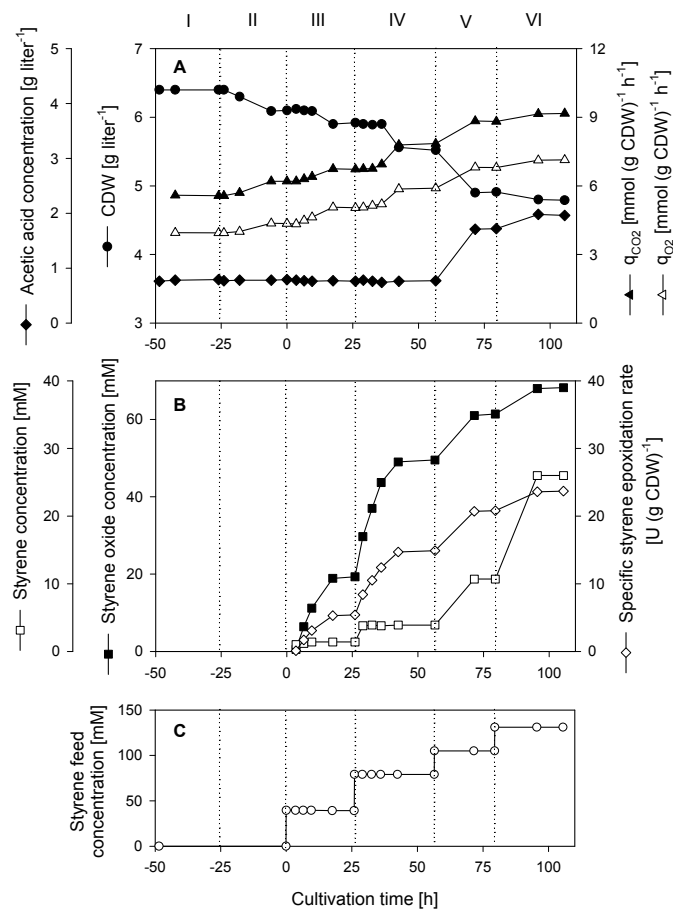 I II III IV V VI
Acetic acid concentration [g liter⁻¹]
5
4
3
2
1
0
CDW [g liter⁻¹]
7
6
5
4
3
A
12
9
6
3
0
qCO2 [mmol (g CDW)⁻¹ h⁻¹]
qO2 [mmol (g CDW)⁻¹ h⁻¹]
-50 -25 0 25 50 75 100
Styrene concentration [mM]
40
30
20
10
0
Styrene oxide concentration [mM]
60
40
20
0
B
40
30
20
10
0
Specific styrene epoxidation rate
[U (g CDW)⁻¹]
-50 -25 0 25 50 75 100
Styrene feed
concentration [mM]
150
100
50
0
C
-50 -25 0 25 50 75 100
Cultivation time [h]